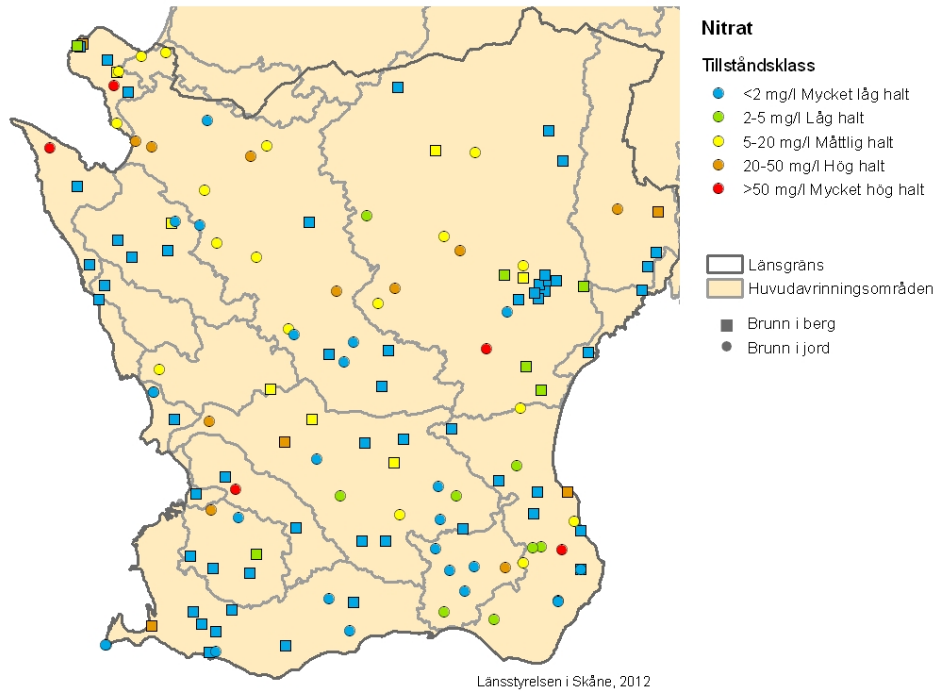 Nitrat
Tillståndsklass
<2 mg/l Mycket låg halt
2-5 mg/l Låg halt
5-20 mg/l Måttlig halt
20-50 mg/l Hög halt
>50 mg/l Mycket hög halt
Länsgräns
Huvudavrinningsområden
Brunn i berg
Brunn i jord
Länsstyrelsen i Skåne, 2012